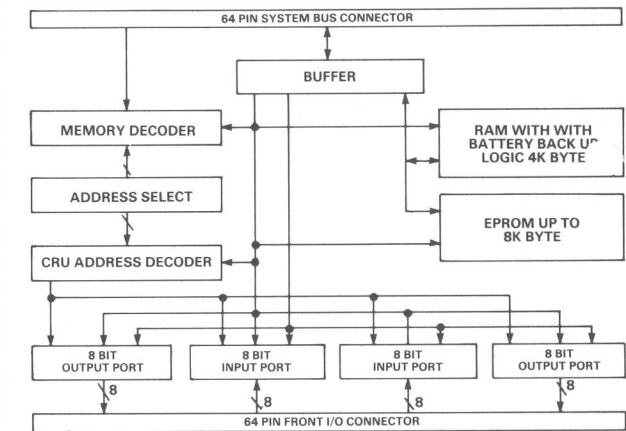 64 PIN SYSTEM BUS CONNECTOR
BUFFER
MEMORY DECODER
RAM WITH WITH
BATTERY BACK UP
LOGIC 4K BYTE
ADDRESS SELECT
EPROM UP TO
8K BYTE
CRU ADDRESS DECODER
8 BIT
OUTPUT PORT
8 BIT
INPUT PORT
8 BIT
INPUT PORT
8 BIT
OUTPUT PORT
8
8
8
8
64 PIN FRONT I/O CONNECTOR